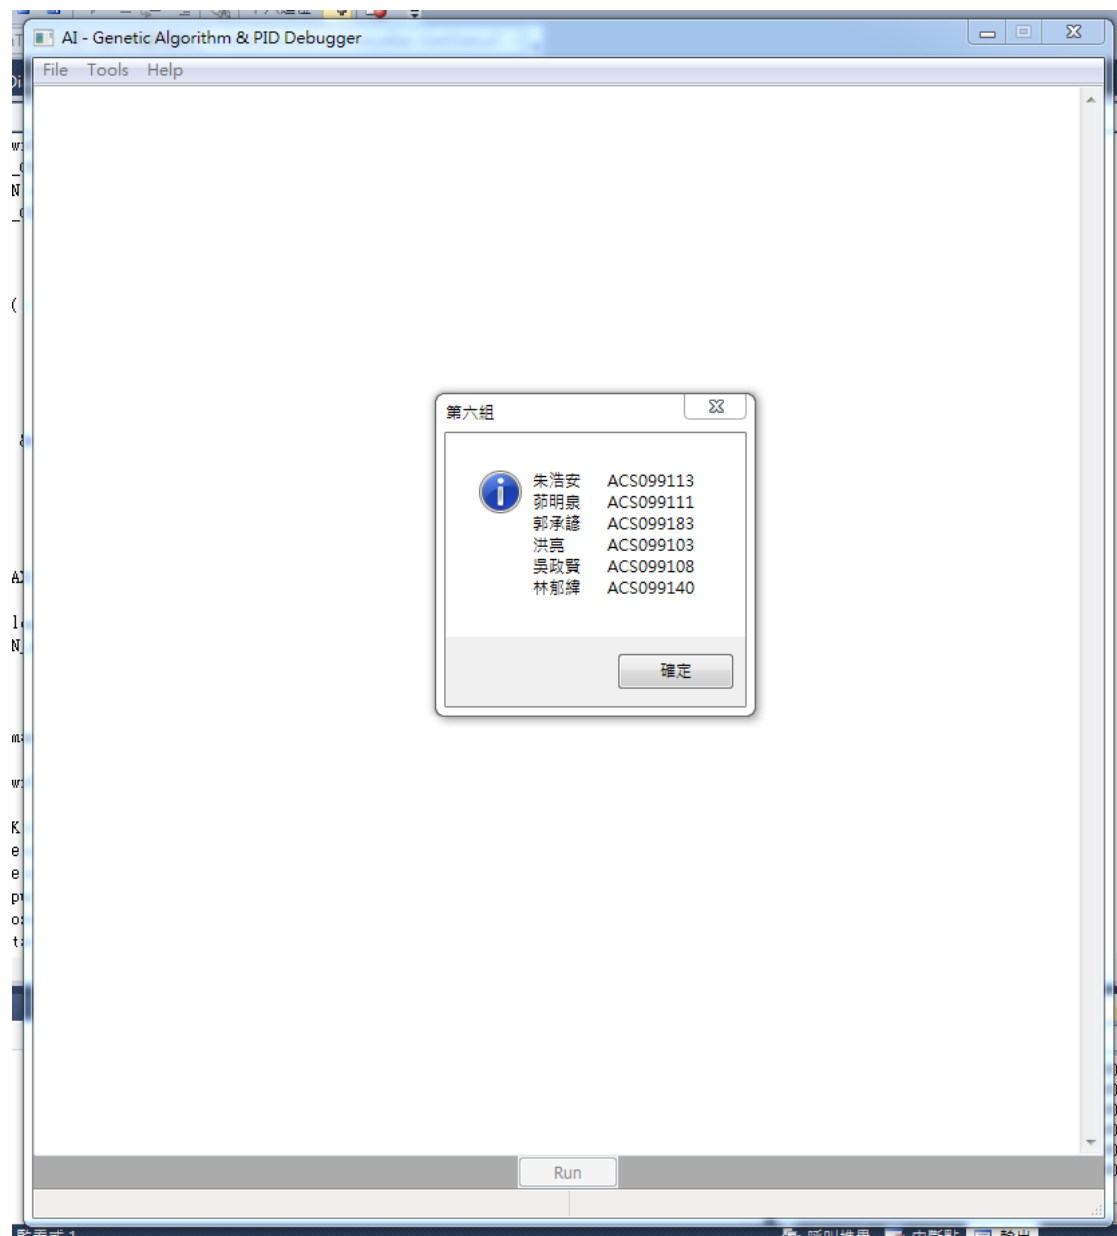 AI - Genetic Algorithm & PID Debugger
File Tools Help
第六組
朱浩安 ACS099113
茆明泉 ACS099111
郭承諺 ACS099183
洪亮 ACS099103
吳政賢 ACS099108
林郁緯 ACS099140
確定
Run